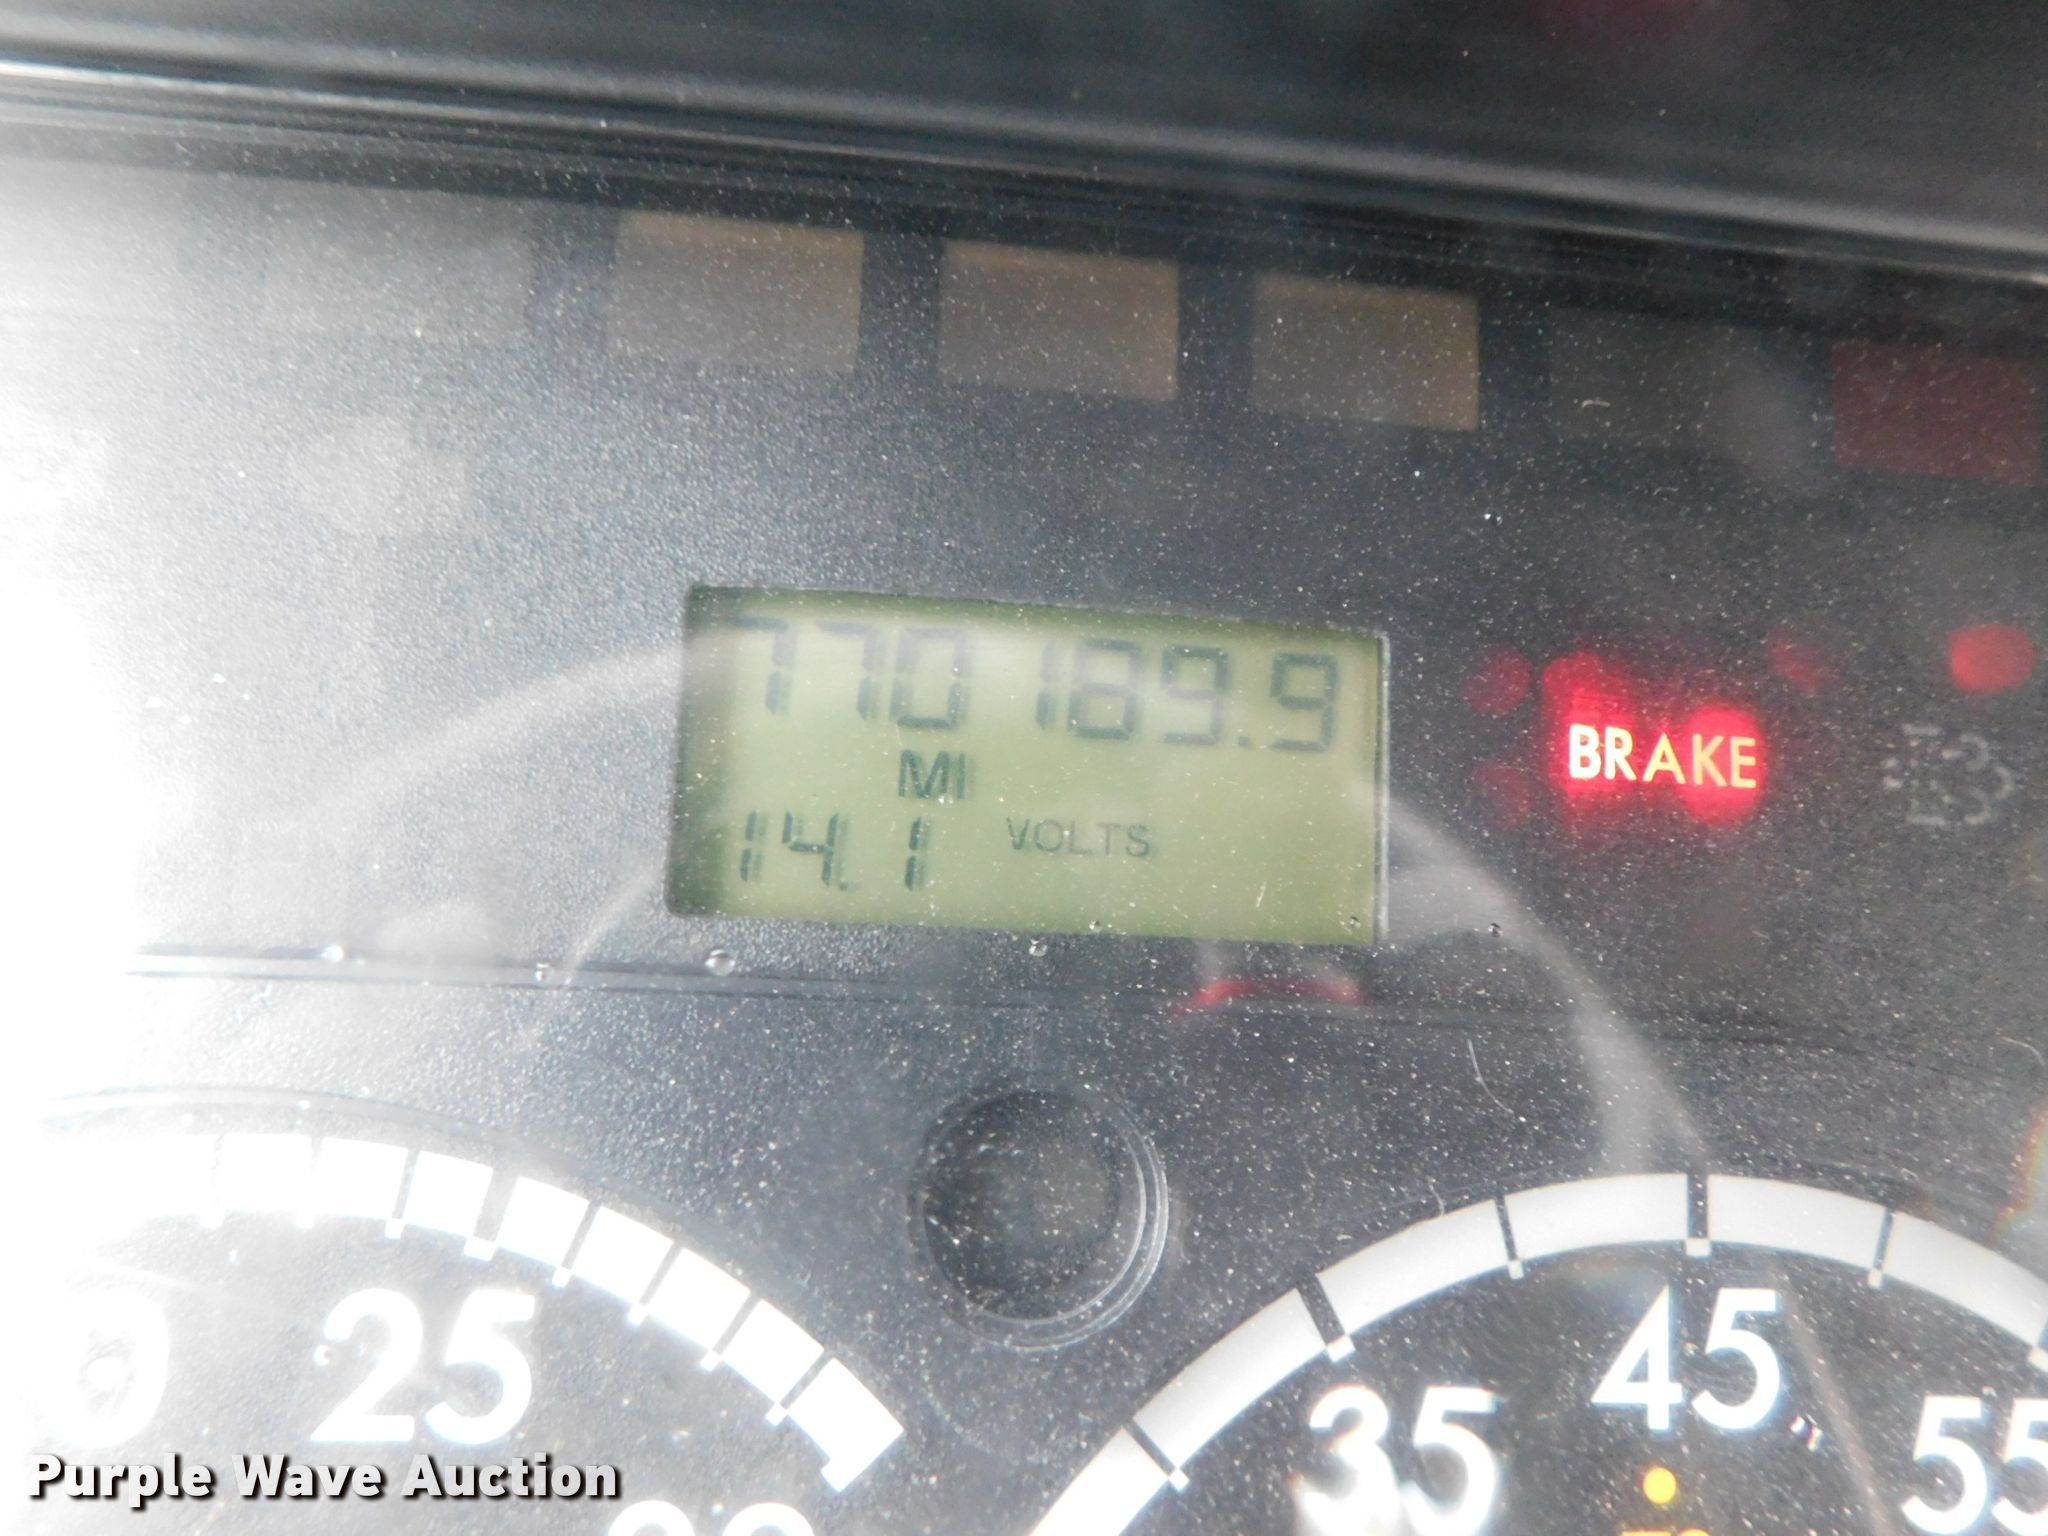 770189.9
MI
14.1 VOLTS
BRAKE
25
35
45
55
Purple Wave Auction